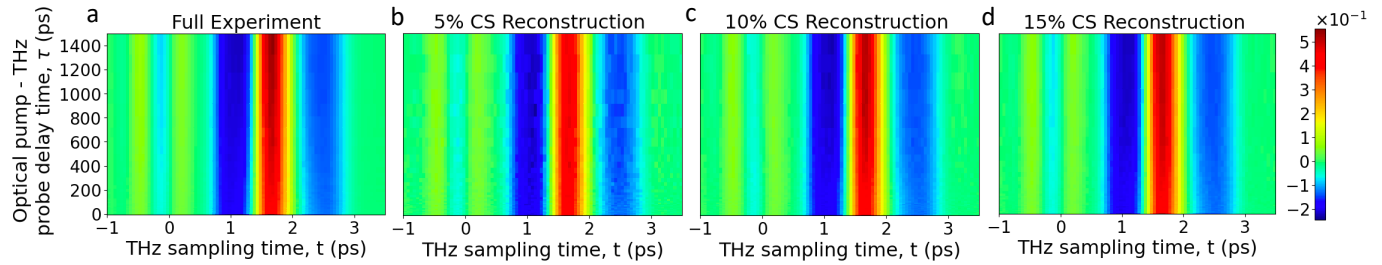 a Full Experiment
b 5% CS Reconstruction
c 10% CS Reconstruction
d 15% CS Reconstruction
×10⁻¹
Optical pump - THz
probe delay time, τ (ps)
1400
1200
1000
800
600
400
200
0
−1 0 1 2 3
THz sampling time, t (ps)
−1 0 1 2 3
THz sampling time, t (ps)
−1 0 1 2 3
THz sampling time, t (ps)
−1 0 1 2 3
THz sampling time, t (ps)
5
4
3
2
1
0
−1
−2